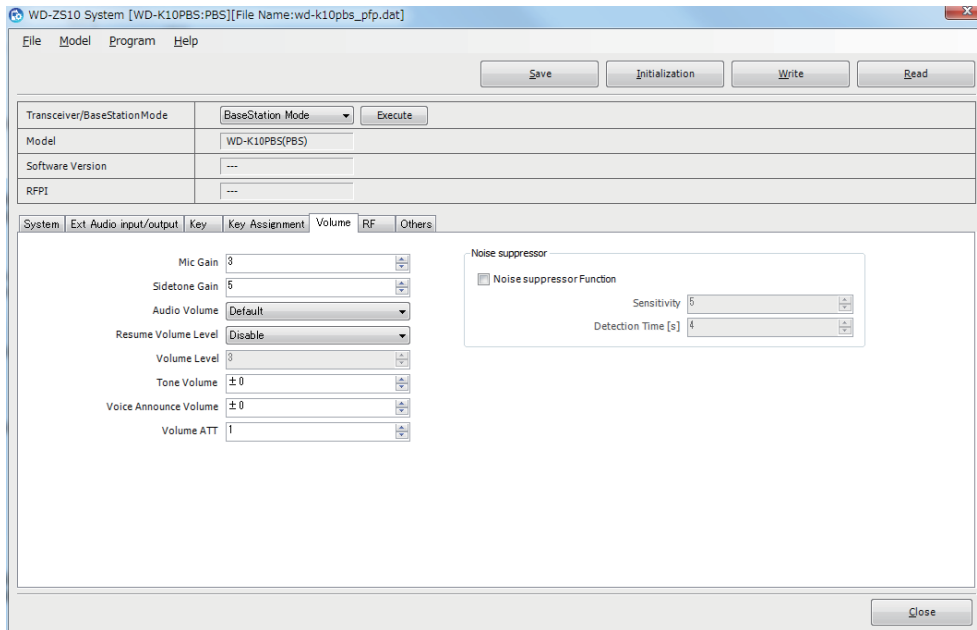 WD-ZS10 System [WD-K10PBS:PBS][File Name:wd-k10pbs_pfp.dat]
File Model Program Help
Save Initialization Write Read
Transceiver/BaseStationMode BaseStation Mode Execute
Model WD-K10PBS(PBS)
Software Version ---
RFPI ---
System Ext Audio input/output Key Key Assignment Volume RF Others
Mic Gain 3
Sidetone Gain 5
Audio Volume Default
Resume Volume Level Disable
Volume Level 3
Tone Volume ±0
Voice Announce Volume ±0
Volume ATT 1
Noise suppressor
Noise suppressor Function
Sensitivity 5
Detection Time [s] 4
Close